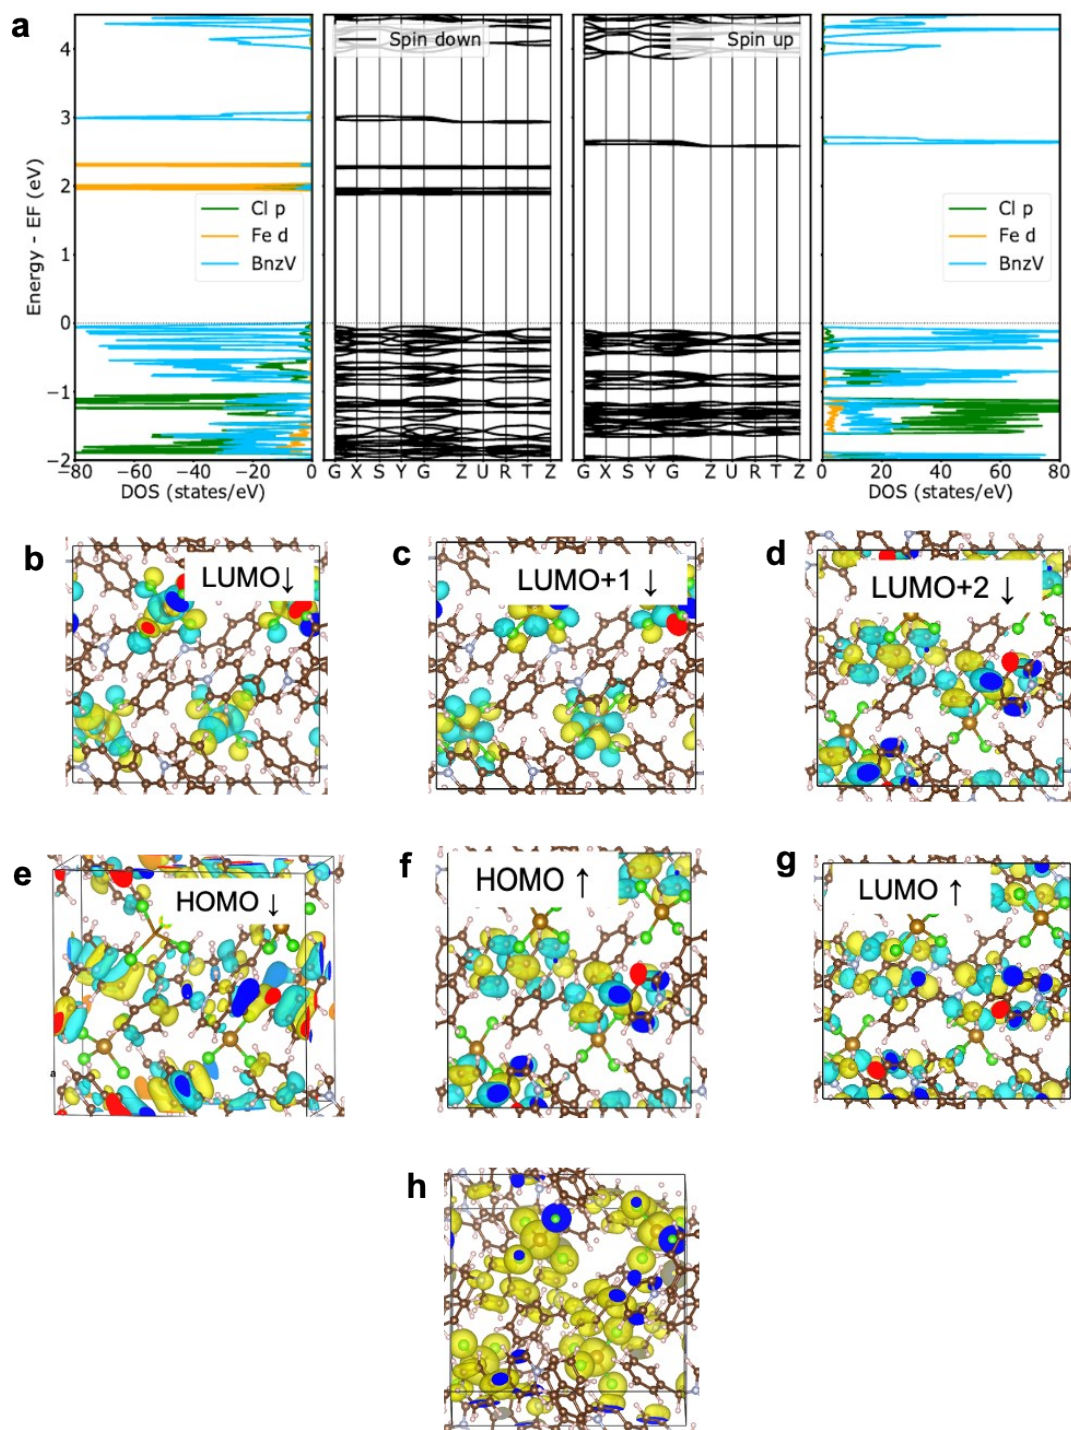 a
Energy - EF (eV)
4
3
2
1
0
−1
−2
Cl p
Fe d
BnzV
−80 −60 −40 −20 0
DOS (states/eV)
Spin down
G X S Y G Z U R T Z
Spin up
G X S Y G Z U R T Z
Cl p
Fe d
BnzV
0 20 40 60 80
DOS (states/eV)
b
LUMO↓
c
LUMO+1 ↓
d
LUMO+2 ↓
e
HOMO ↓
a
f
HOMO ↑
g
LUMO ↑
h